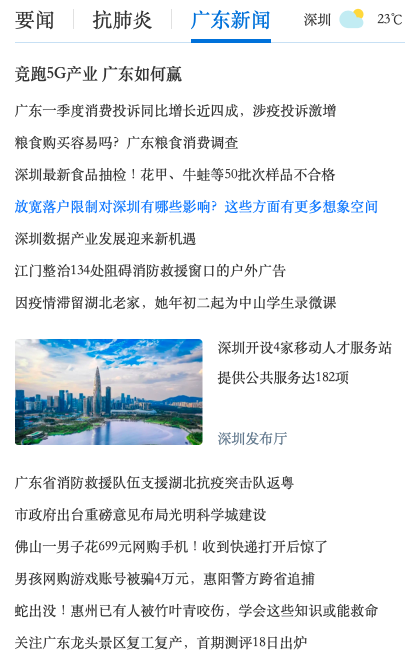 要闻 抗肺炎 广东新闻 深圳 23℃
竞跑5G产业 广东如何赢
广东一季度消费投诉同比增长近四成，涉疫投诉激增
粮食购买容易吗？广东粮食消费调查
深圳最新食品抽检！花甲、牛蛙等50批次样品不合格
放宽落户限制对深圳有哪些影响？这些方面有更多想象空间
深圳数据产业发展迎来新机遇
江门整治134处阻碍消防救援窗口的户外广告
因疫情滞留湖北老家，她年初二起为中山学生录微课
深圳开设4家移动人才服务站
提供公共服务达182项
深圳发布厅
广东省消防救援队伍支援湖北抗疫突击队返粤
市政府出台重磅意见布局光明科学城建设
佛山一男子花699元网购手机！收到快递打开后惊了
男孩网购游戏账号被骗4万元，惠阳警方跨省追捕
蛇出没！惠州已有人被竹叶青咬伤，学会这些知识或能救命
关注广东龙头景区复工复产，首期测评18日出炉